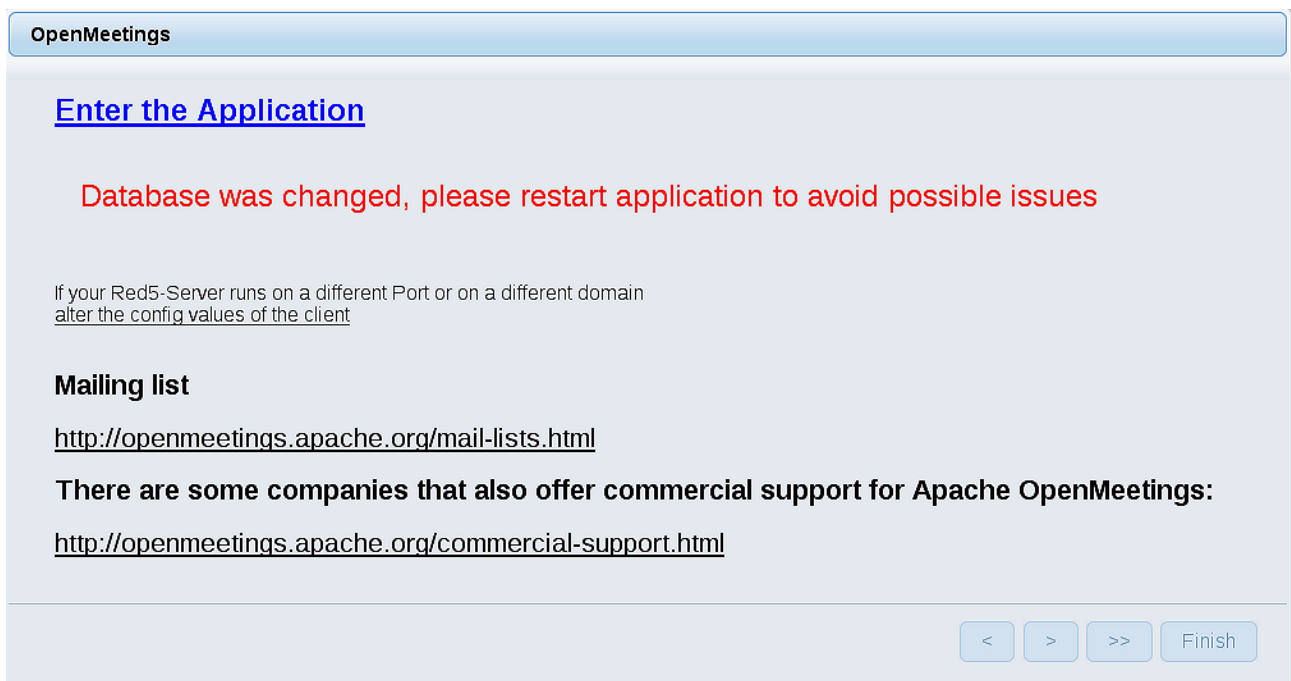 OpenMeetings
Enter the Application
Database was changed, please restart application to avoid possible issues
If your Red5-Server runs on a different Port or on a different domain
alter the config values of the client
Mailing list
http://openmeetings.apache.org/mail-lists.html
There are some companies that also offer commercial support for Apache OpenMeetings:
http://openmeetings.apache.org/commercial-support.html
< > >> Finish